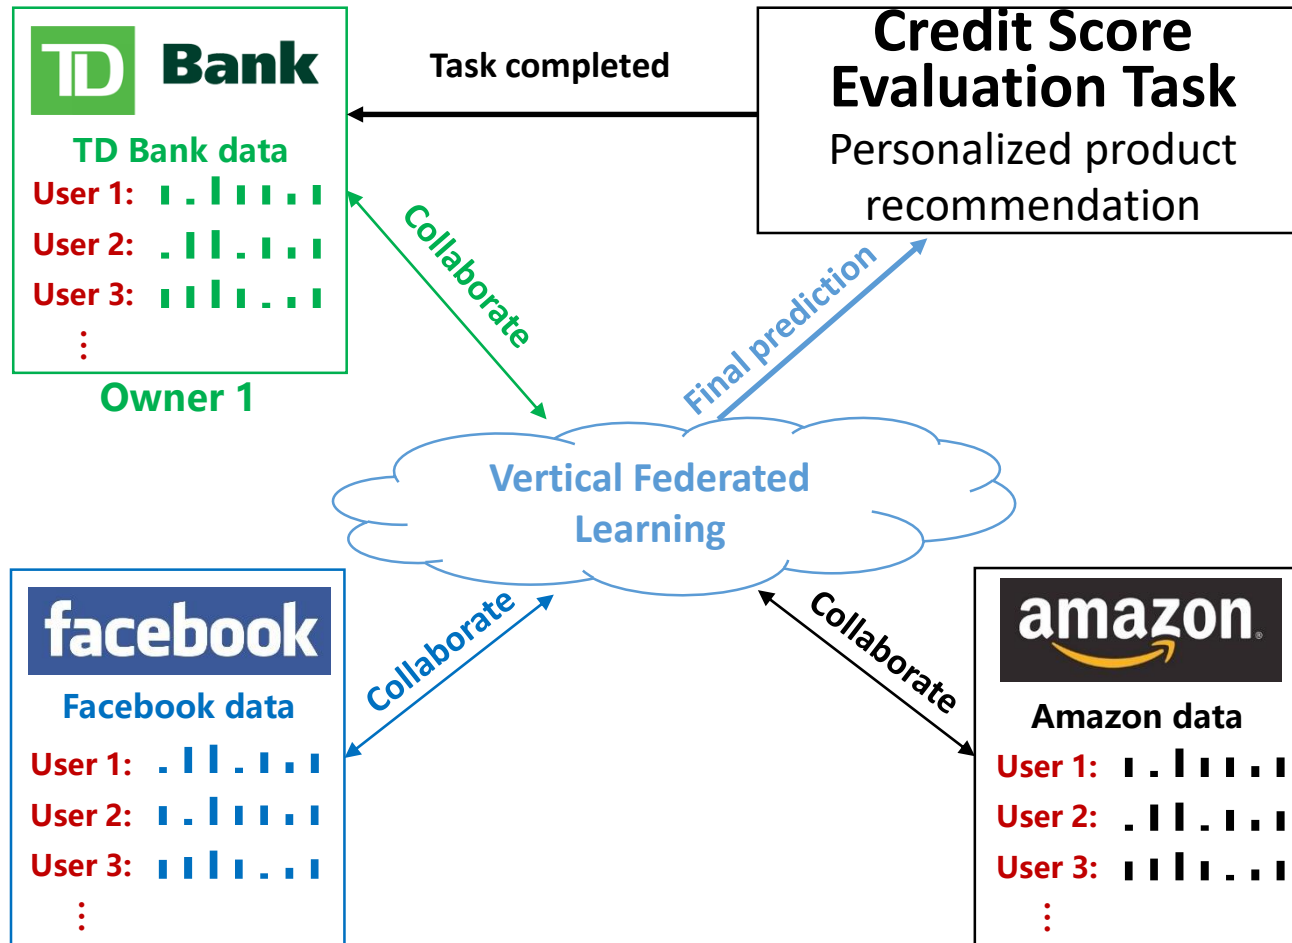 TD Bank
TD Bank data
User 1:
User 2:
User 3:
Owner 1
Task completed
Credit Score
Evaluation Task
Personalized product
recommendation
Collaborate
Final prediction
Vertical Federated
Learning
facebook
Facebook data
User 1:
User 2:
User 3:
Collaborate
Collaborate
amazon
Amazon data
User 1:
User 2:
User 3: